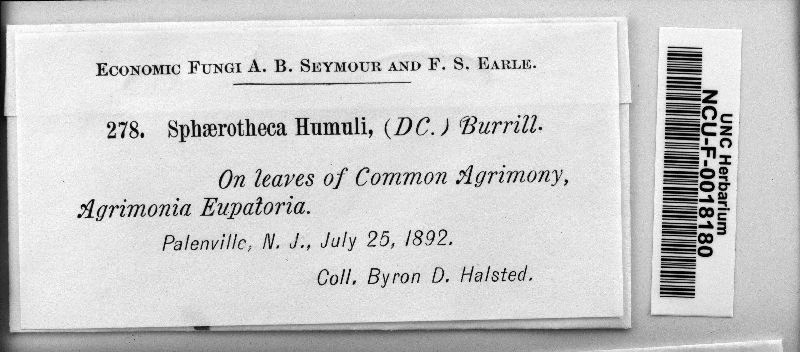 ECONOMIC FUNGI A. B. SEYMOUR AND F. S. EARLE.
278. Sphærotheca Humuli, (DC.) Burrill.
On leaves of Common Agrimony,
Agrimonia Eupatoria.
Palenville, N. J., July 25, 1892.
Coll. Byron D. Halsted.
UNC Herbarium
NCU-F-0018180